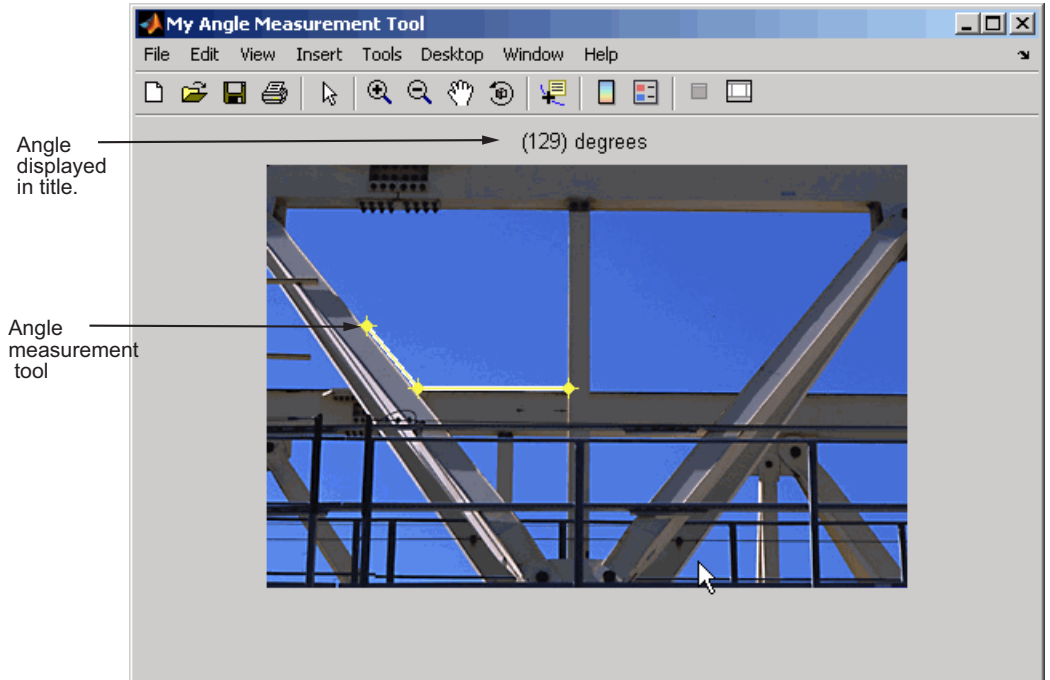 My Angle Measurement Tool
File Edit View Insert Tools Desktop Window Help
Angle
displayed
in title.
(129) degrees
Angle
measurement
tool